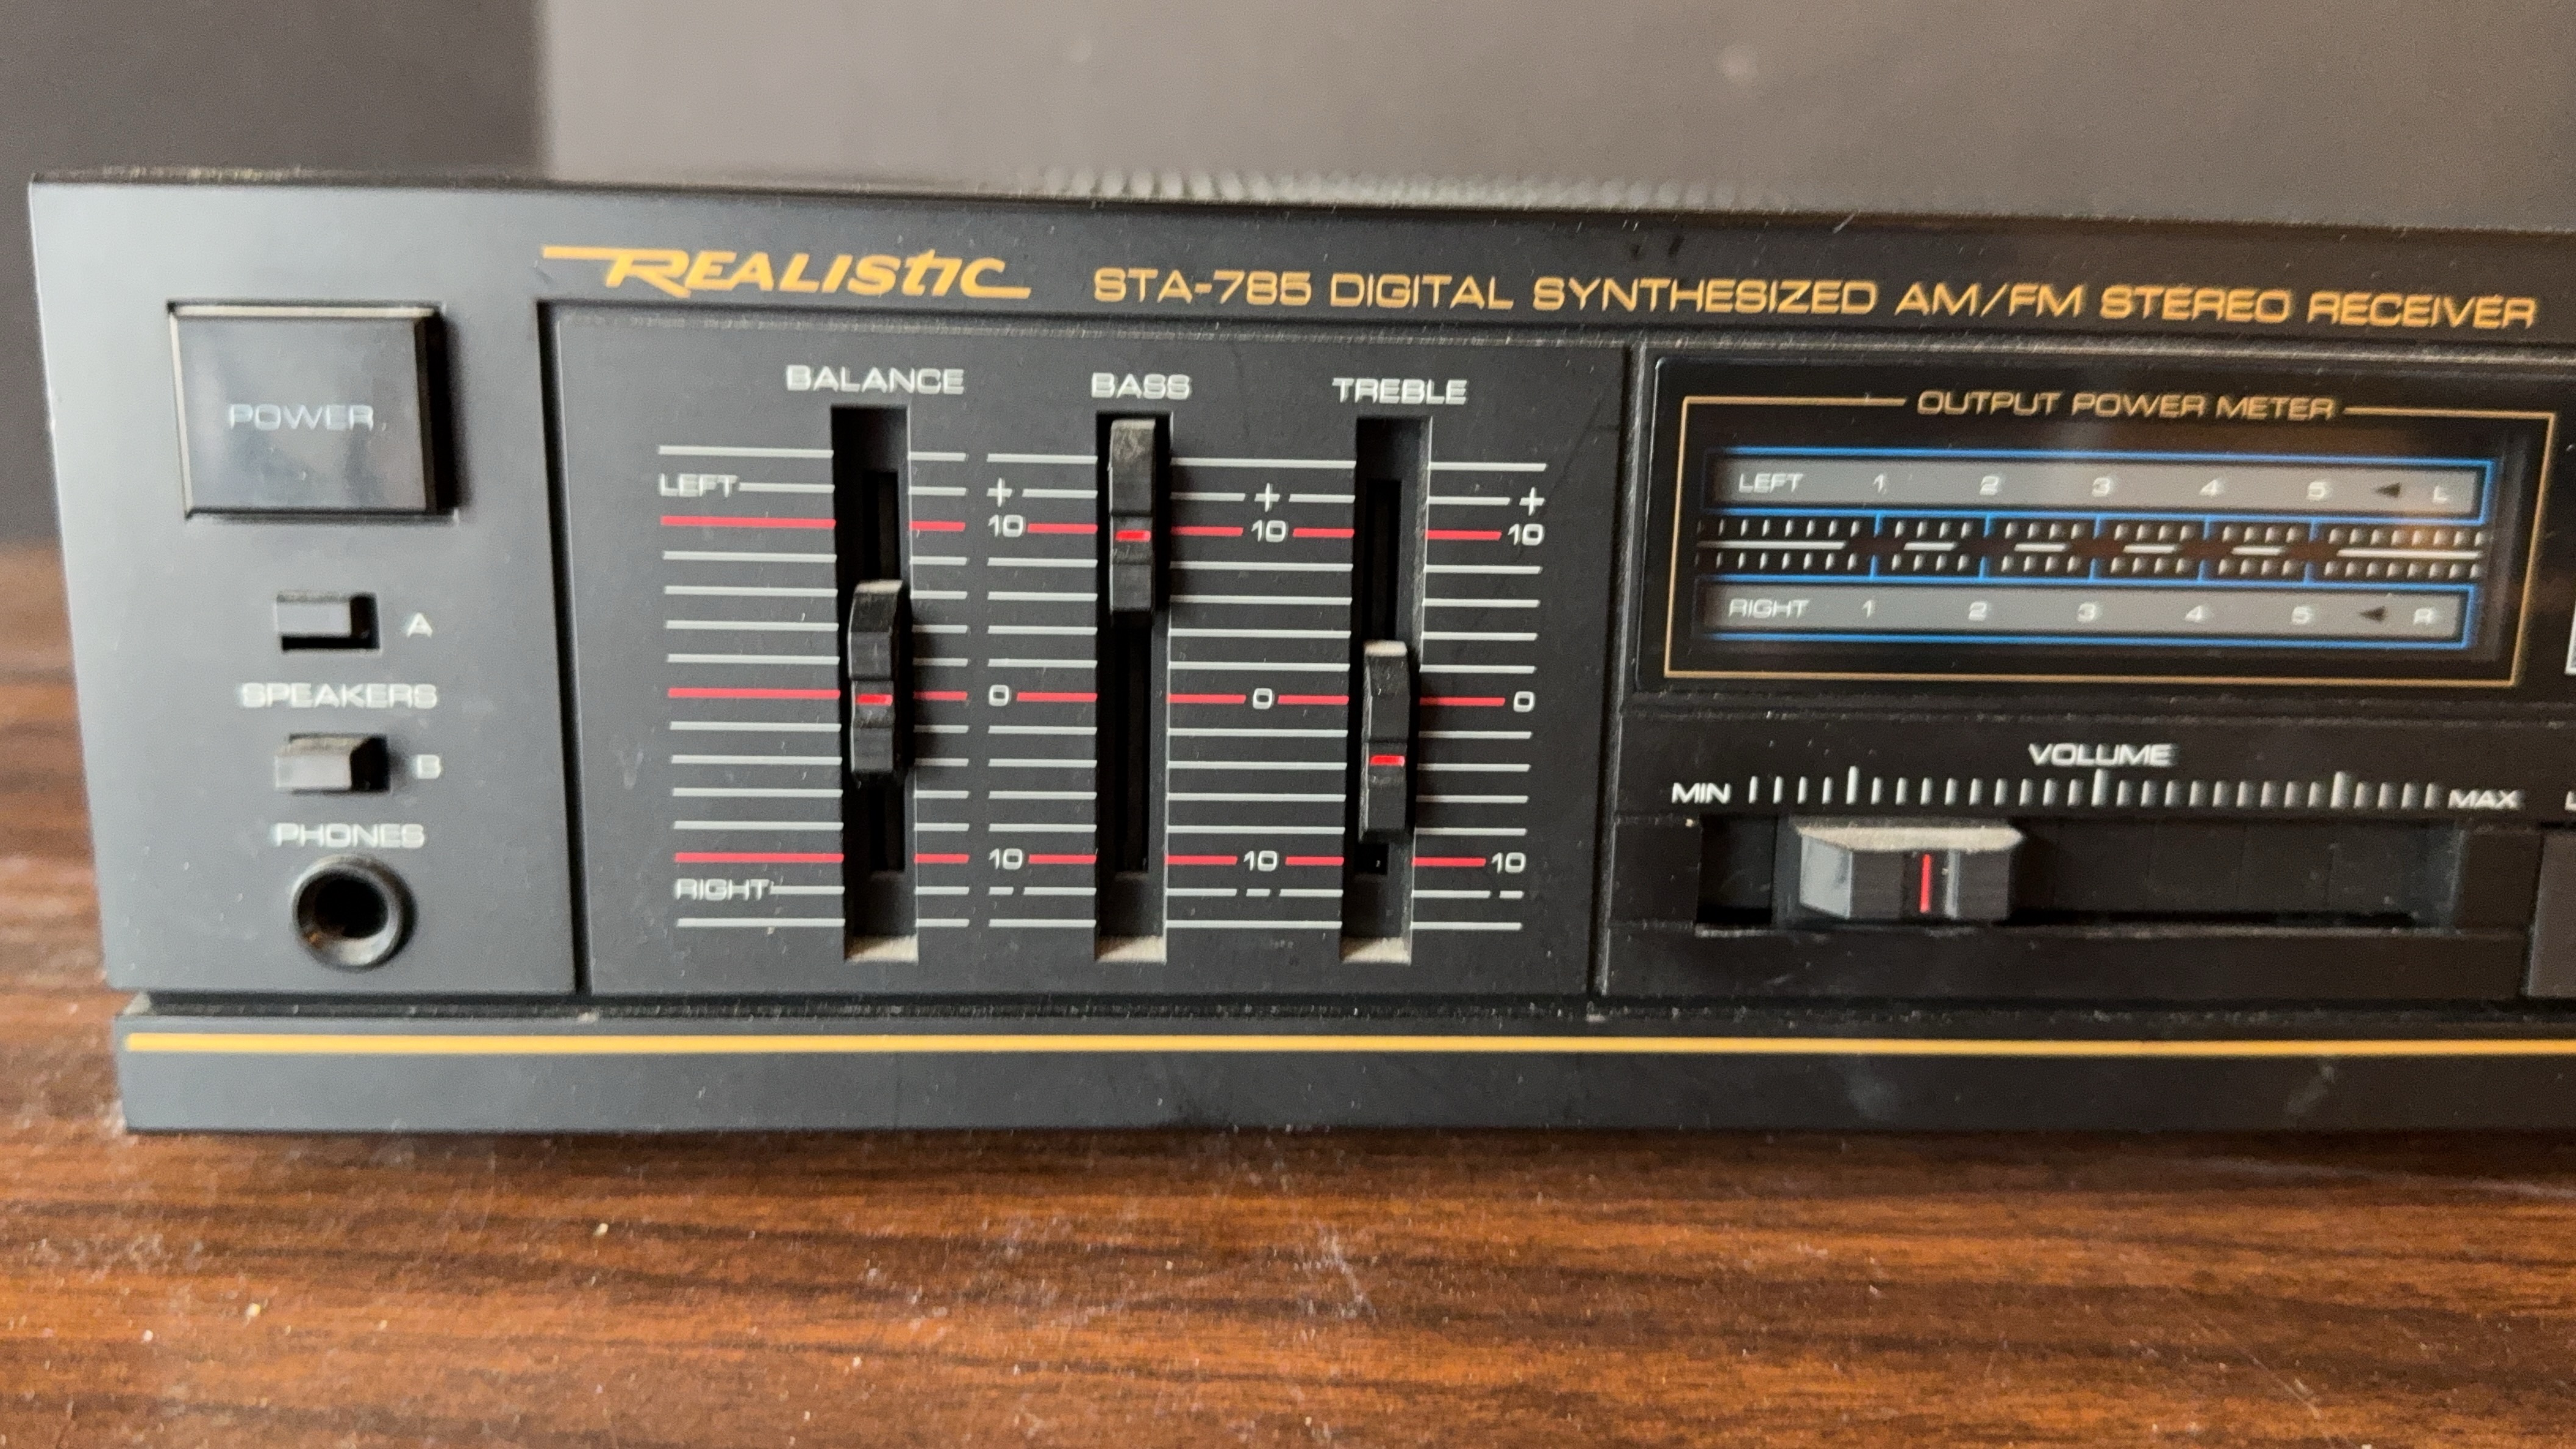 REALISTIC STA-785 DIGITAL SYNTHESIZED AM/FM STEREO RECEIVER
POWER
A
SPEAKERS
B
PHONES
BALANCE BASS TREBLE
LEFT + + +
10 10 10
0 0 0
10 10 10
RIGHT - - -
OUTPUT POWER METER
LEFT 1 2 3 4 5 ◀ L
RIGHT 1 2 3 4 5 ◀ R
VOLUME
MIN MAX